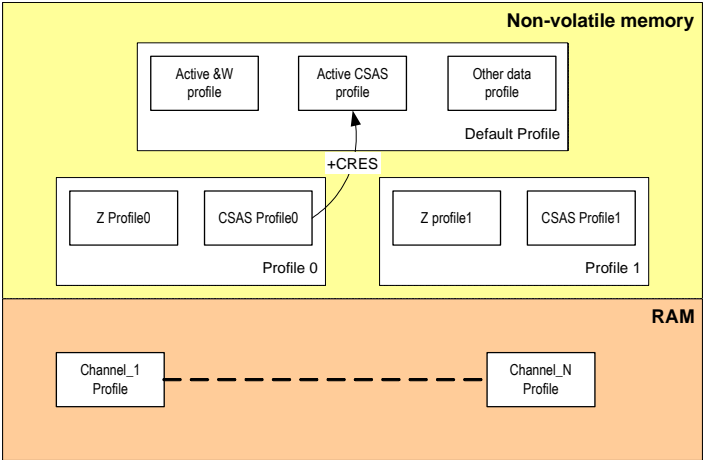 Non-volatile memory
Active &W
profile
Active CSAS
profile
Other data
profile
Default Profile
+CRES
Z Profile0
CSAS Profile0
Profile 0
Z profile1
CSAS Profile1
Profile 1
RAM
Channel_1
Profile
Channel_N
Profile